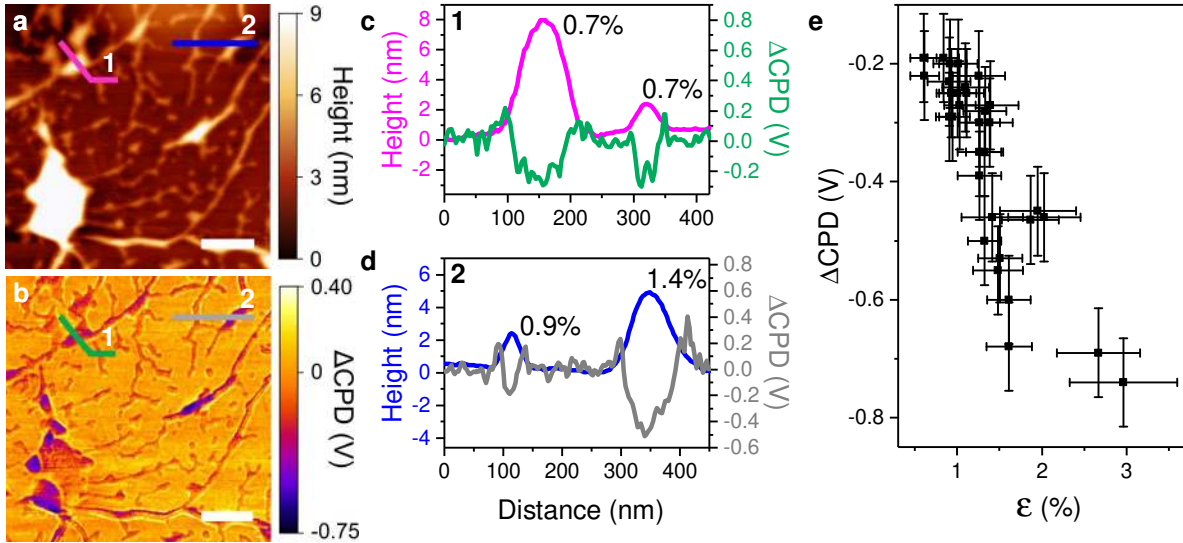 a
2
1
9
6
3
0
Height (nm)
b
2
1
0.40
0
-0.75
ΔCPD (V)
c
1
0.7%
0.7%
Height (nm)
8
6
4
2
0
-2
0.8
0.6
0.4
0.2
0.0
-0.2
ΔCPD (V)
0 100 200 300 400
d
2
0.9%
1.4%
Height (nm)
6
4
2
0
-2
-4
0.8
0.6
0.4
0.2
0.0
-0.2
-0.4
-0.6
ΔCPD (V)
0 100 200 300 400
Distance (nm)
e
ΔCPD (V)
-0.2
-0.4
-0.6
-0.8
1 2 3
ε (%)